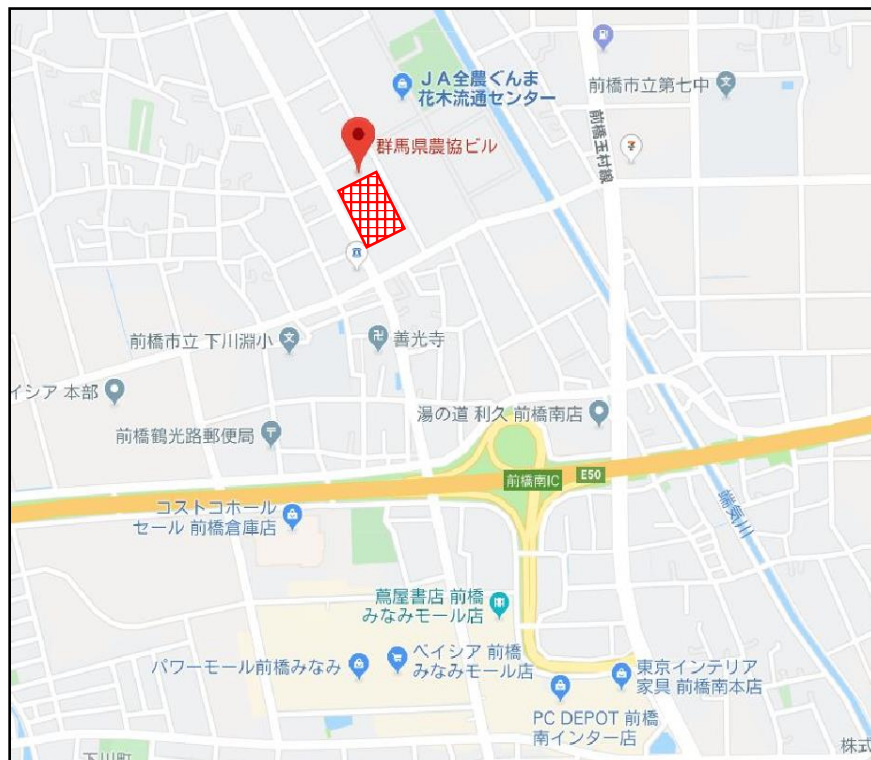 JA全農ぐんま
花木流通センター
前橋市立第七中
前橋玉村線
群馬県農協ビル
前橋市立 下川淵小
善光寺
イシア 本部
湯の道 利久 前橋南店
前橋鶴光路郵便局
前橋南IC
E50
コストコホール
セール 前橋倉庫店
端気川
蔦屋書店 前橋
みなみモール店
パワーモール前橋みなみ
ベイシア 前橋
みなみモール店
東京インテリア
家具 前橋南本店
PC DEPOT 前橋
南インター店
株式
下川町